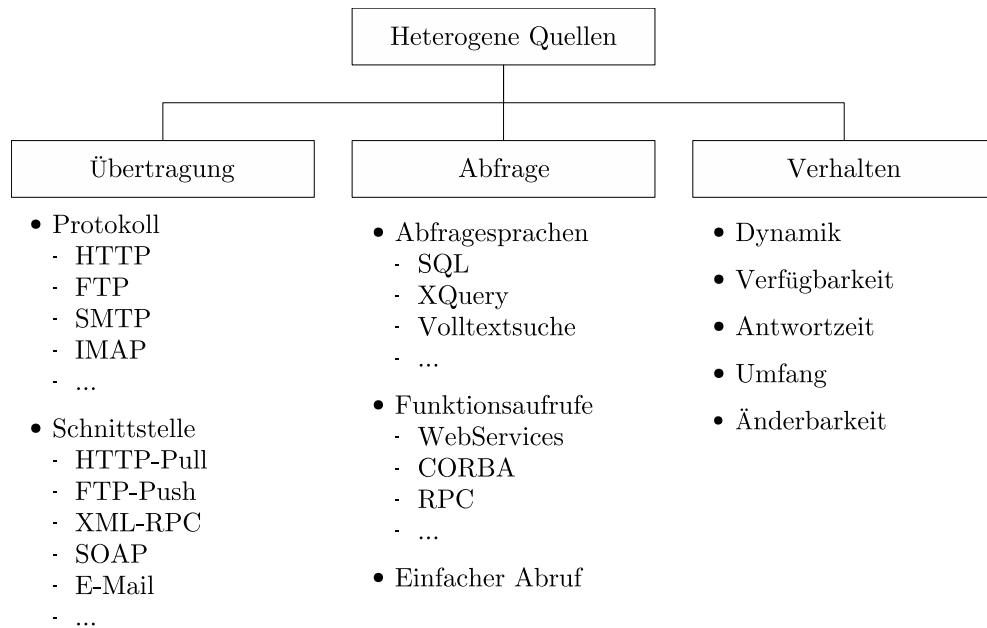 Heterogene Quellen
Übertragung
• Protokoll
- HTTP
- FTP
- SMTP
- IMAP
- ...
• Schnittstelle
- HTTP-Pull
- FTP-Push
- XML-RPC
- SOAP
- E-Mail
- ...
Abfrage
• Abfragesprachen
- SQL
- XQuery
- Volltextsuche
- ...
• Funktionsaufrufe
- WebServices
- CORBA
- RPC
- ...
• Einfacher Abruf
Verhalten
• Dynamik
• Verfügbarkeit
• Antwortzeit
• Umfang
• Änderbarkeit